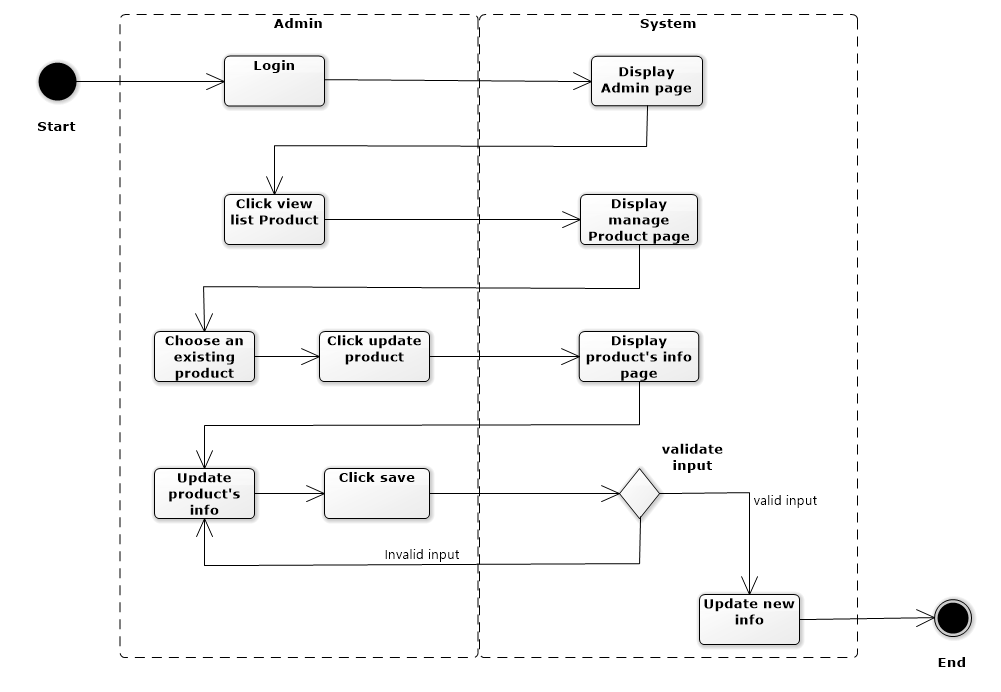 Admin
System
Login
Display
Admin page
Start
Click view
list Product
Display
manage
Product page
Choose an
existing
product
Click update
product
Display
product's info
page
validate
input
Update
product's
info
Click save
valid input
Invalid input
Update new
info
End